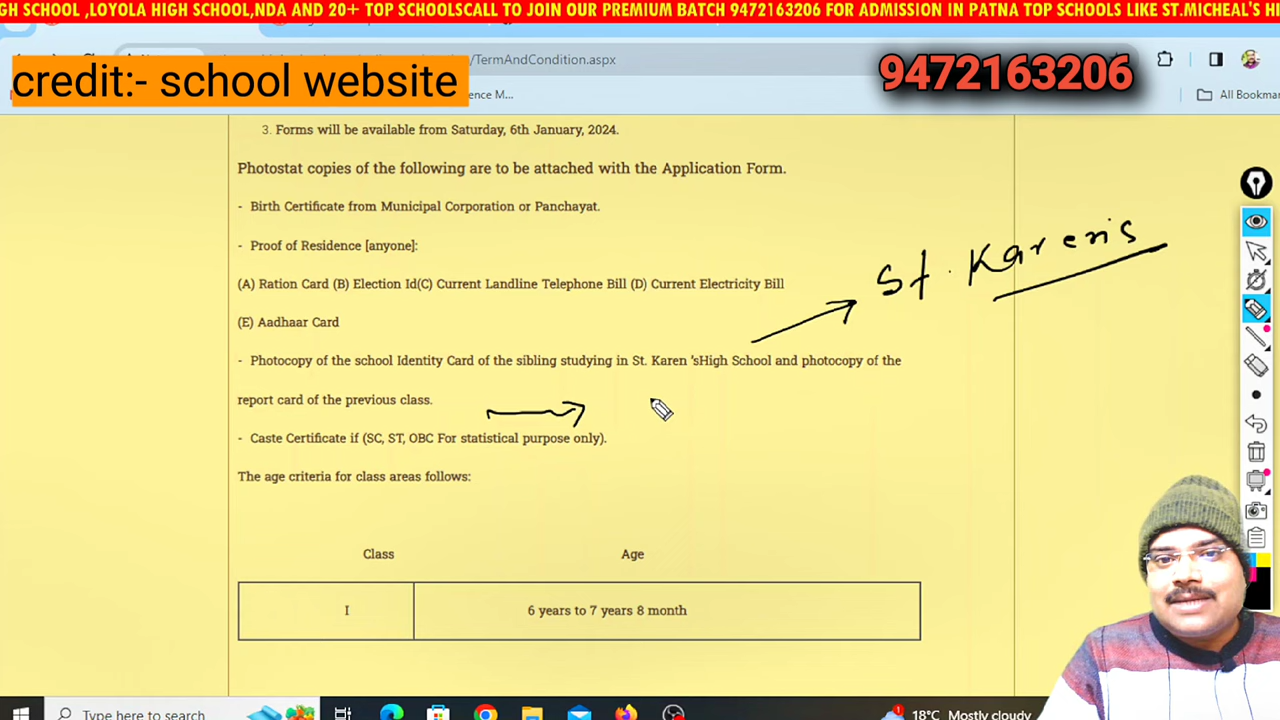 GH SCHOOL ,LOYOLA HIGH SCHOOL,NDA AND 20+ TOP SCHOOLSCALL TO JOIN OUR PREMIUM BATCH 9472163206 FOR ADMISSION IN PATNA TOP SCHOOLS LIKE ST.MICHEAL'S HI
/TermAndCondition.aspx
credit:- school website
9472163206
ence M...
All Bookmar
3. Forms will be available from Saturday, 6th January, 2024.
Photostat copies of the following are to be attached with the Application Form.
- Birth Certificate from Municipal Corporation or Panchayat.
- Proof of Residence [anyone]:
St. Karenis
(A) Ration Card (B) Election Id(C) Current Landline Telephone Bill (D) Current Electricity Bill
(E) Aadhaar Card
- Photocopy of the school Identity Card of the sibling studying in St. Karen 'sHigh School and photocopy of the
report card of the previous class.
- Caste Certificate if (SC, ST, OBC For statistical purpose only).
The age criteria for class areas follows:
Class Age
I 6 years to 7 years 8 month
Type here to search
18°C Mostly cloudy